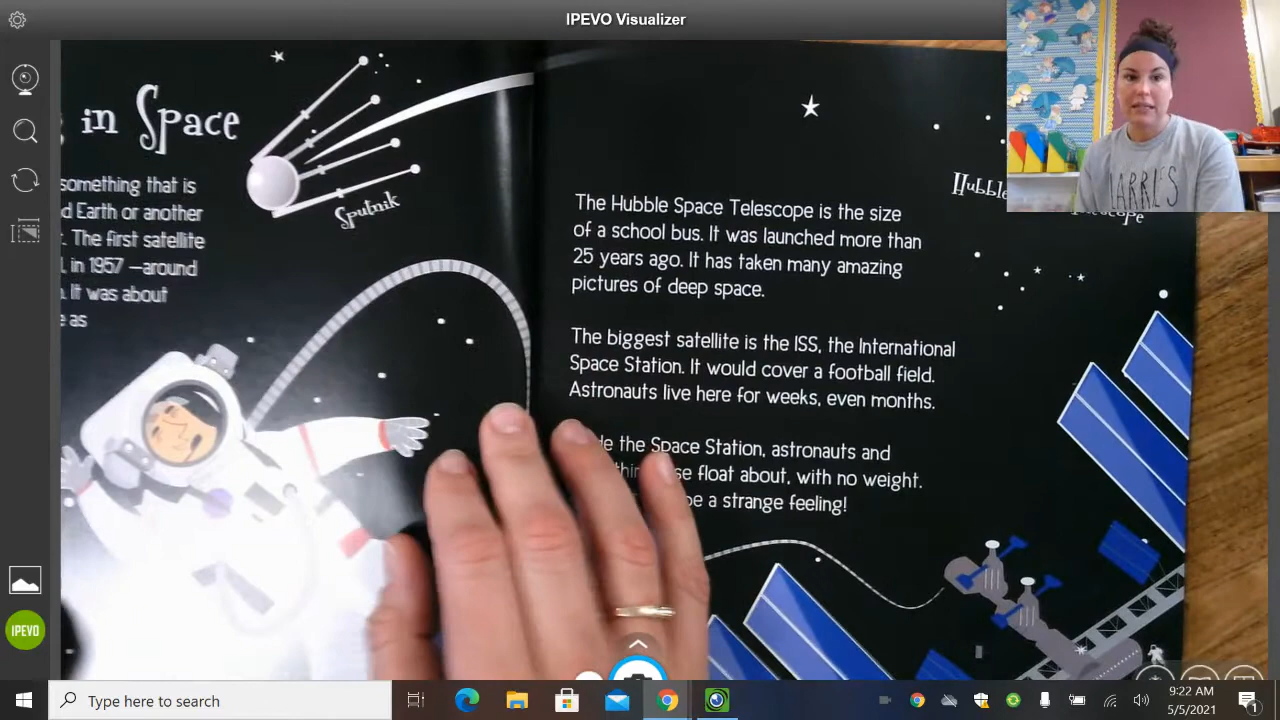 IPEVO Visualizer
in Space
something that is
Earth or another
The first satellite
in 1957 –around
It was about
as
Sputnik
The Hubble Space Telescope is the size
of a school bus. It was launched more than
25 years ago. It has taken many amazing
pictures of deep space.
The biggest satellite is the ISS, the International
Space Station. It would cover a football field.
Astronauts live here for weeks, even months.
the Space Station, astronauts and
float about, with no weight.
be a strange feeling!
IPEVO
Type here to search
9:22 AM
5/5/2021
1